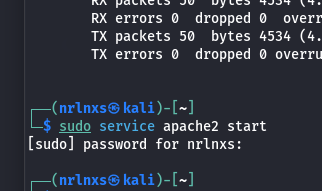 RX packets 50 bytes 4534 (4.
RX errors 0 dropped 0 overr
TX packets 50 bytes 4534 (4.
TX errors 0 dropped 0 overru
┌──(nrlnxs㉿kali)-[~]
└─$ sudo service apache2 start
[sudo] password for nrlnxs:
┌──(nrlnxs㉿kali)-[~]